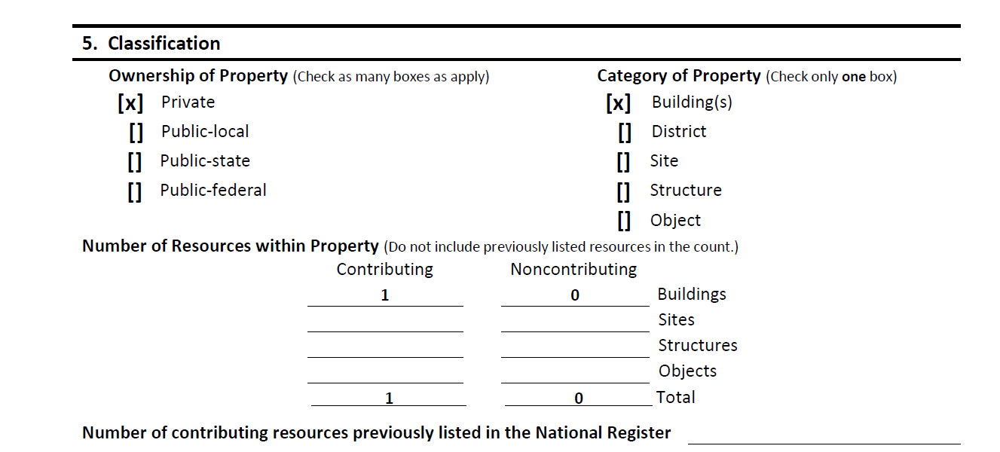 5. Classification
Ownership of Property (Check as many boxes as apply)
[x] Private
[] Public-local
[] Public-state
[] Public-federal
Category of Property (Check only one box)
[x] Building(s)
[] District
[] Site
[] Structure
[] Object
Number of Resources within Property (Do not include previously listed resources in the count.)
Contributing Noncontributing
1 0 Buildings
Sites
Structures
Objects
1 0 Total
Number of contributing resources previously listed in the National Register